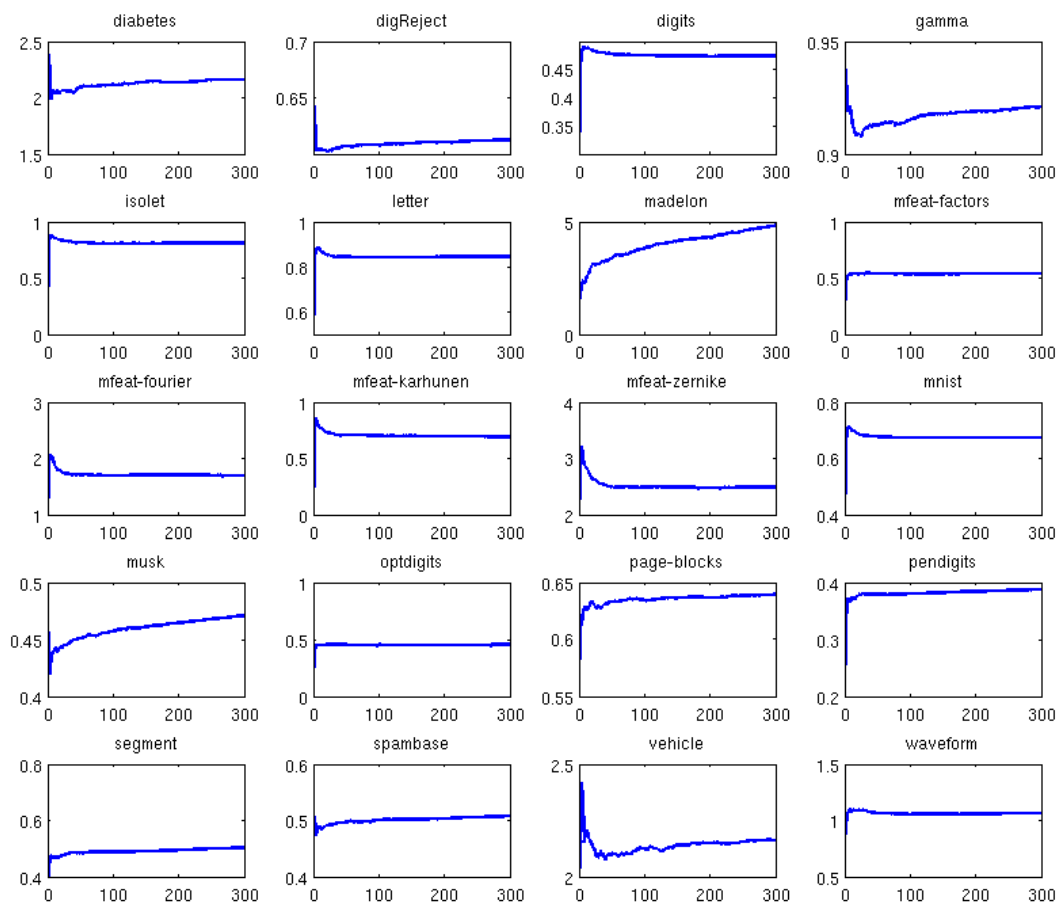 diabetes digReject digits gamma
2.5 0.7 0.95
0.45
2 0.65 0.4
0.35
1.5 0.9
0 100 200 300 0 100 200 300 0 100 200 300 0 100 200 300
isolet letter madelon mfeat-factors
1 1 5 1
0.5 0.8 0.5
0.6
0 0 0
0 100 200 300 0 100 200 300 0 100 200 300 0 100 200 300
mfeat-fourier mfeat-karhunen mfeat-zernike mnist
3 1 4 0.8
2 0.5 3 0.6
1 0 2 0.4
0 100 200 300 0 100 200 300 0 100 200 300 0 100 200 300
musk optdigits page-blocks pendigits
0.5 1 0.65 0.4
0.45 0.5 0.6 0.3
0.4 0 0.55 0.2
0 100 200 300 0 100 200 300 0 100 200 300 0 100 200 300
segment spambase vehicle waveform
0.8 0.6 2.5 1.5
0.6 0.5 1
0.4 0.4 2 0.5
0 100 200 300 0 100 200 300 0 100 200 300 0 100 200 300